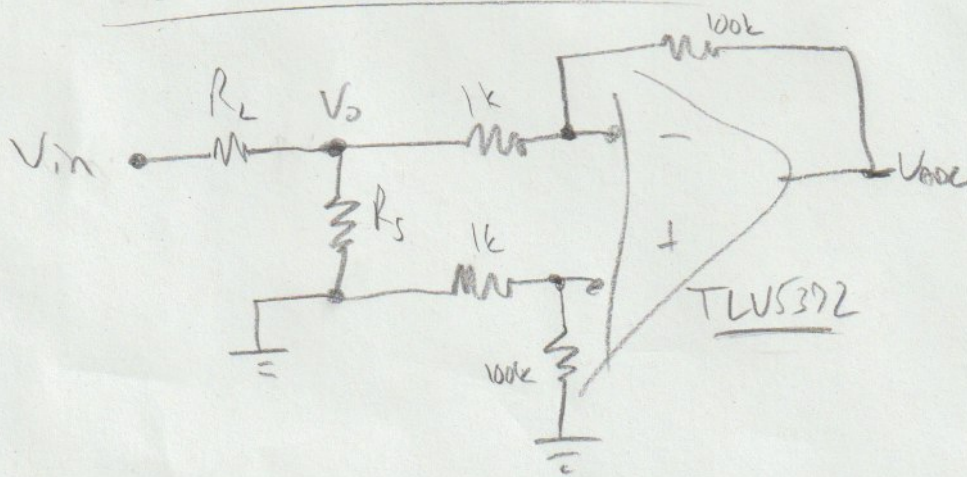 100k
RL
Vo
1k
Vin
−
VADC
Rs
1k
+
TLV5372
100k